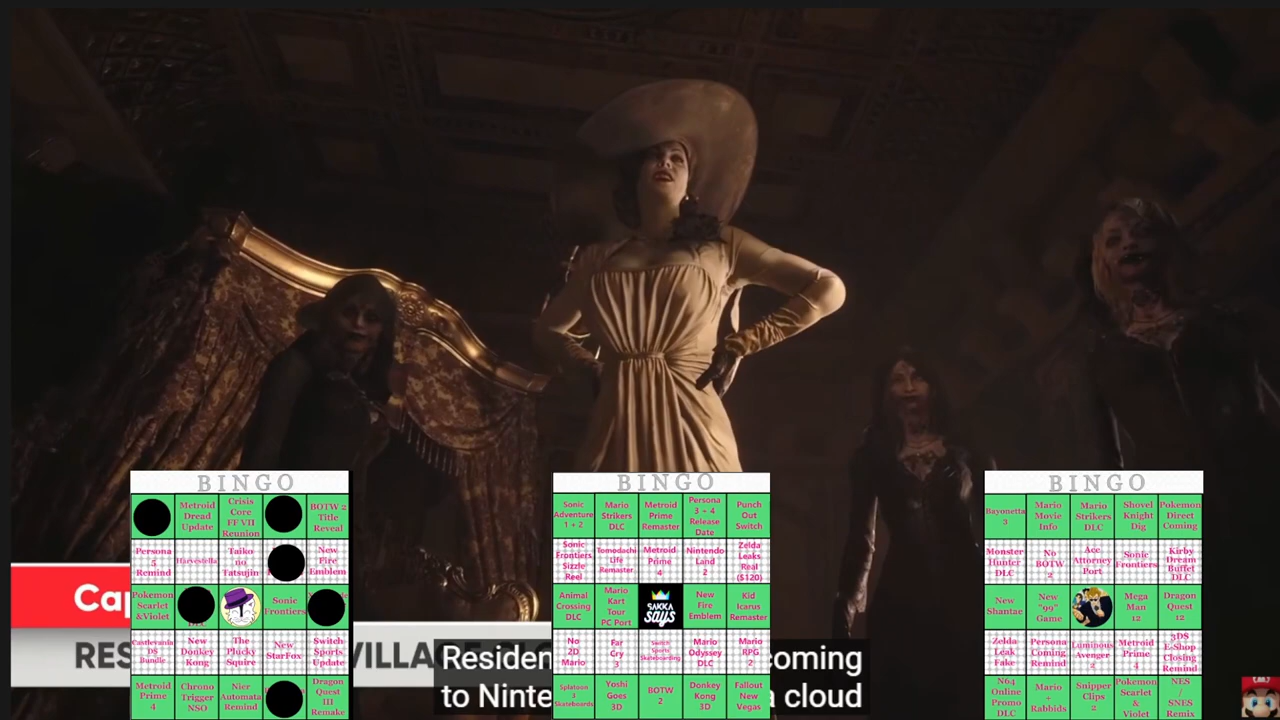 BINGO
Metroid
Dread
Update
Crisis
Core
FF VII
Reunion
BOTW 2
Title
Reveal
Persona
5
Remind
Harvestella
Taiko
no
Tatsujin
New
Fire
Emblem
Pokemon
Scarlet
&Violet
DLC
Sonic
Frontiers
Castlevania
DS
Bundle
New
Donkey
Kong
The
Plucky
Squire
New
StarFox
Switch
Sports
Update
Metroid
Prime
4
Chrono
Trigger
NSO
Nier
Automata
Remind
Dragon
Quest
III
Remake
BINGO
Sonic
Adventure
1 + 2
Mario
Strikers
DLC
Metroid
Prime
Remaster
Persona
3 + 4
Release
Date
Punch
Out
Switch
Sonic
Frontiers
Sizzle
Reel
Tomodachi
Life
Remaster
Metroid
Prime
4
Nintendo
Land
2
Zelda
Leaks
Real
($120)
Animal
Crossing
DLC
Mario
Kart
Tour
PC Port
SAKKA
says
New
Fire
Emblem
Kid
Icarus
Remaster
No
2D
Mario
Far
Cry
3
Switch
Sports
Skateboarding
Mario
Odyssey
DLC
Mario
RPG
2
Splatoon
Skateboards
Yoshi
Goes
3D
BOTW
2
Donkey
Kong
3D
Fallout
New
Vegas
BINGO
Bayonetta
3
Mario
Movie
Info
Mario
Strikers
DLC
Shovel
Knight
Dig
Pokemon
Direct
Coming
Monster
Hunter
DLC
No
BOTW
2
Ace
Attorney
Port
Sonic
Frontiers
Kirby
Dream
Buffet
DLC
New
Shantae
New
"99"
Game
Mega
Man
12
Dragon
Quest
12
Zelda
Leak
Fake
Persona
Coming
Remind
Luminous
Avenger
2
Metroid
Prime
4
3DS
E-Shop
Closing
Remind
N64
Online
Promo
DLC
Mario
+
Rabbids
Snipper
Clips
2
Pokemon
Scarlet
&
Violet
NES
/
SNES
Remix
Cap
RES VILLAGE
Residen coming
to Ninte a cloud